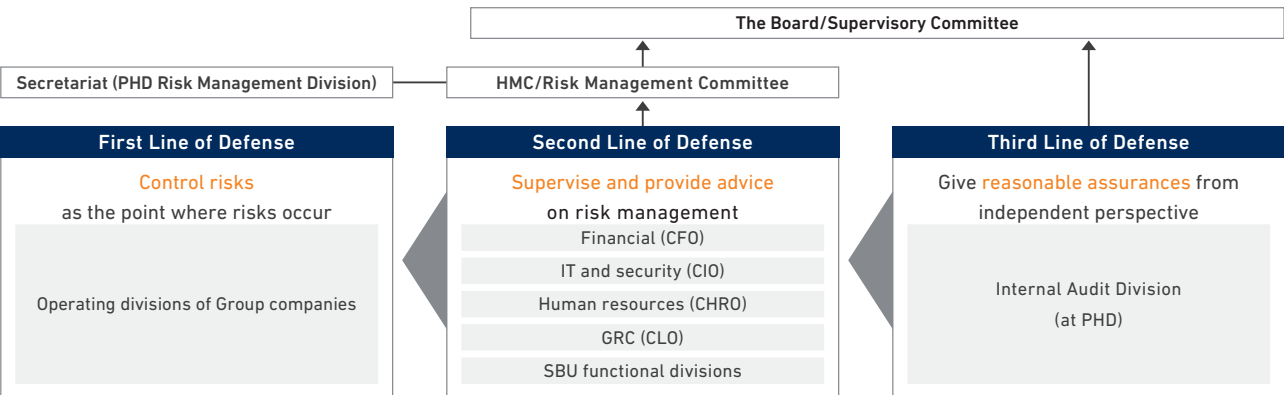 The Board/Supervisory Committee
Secretariat (PHD Risk Management Division)
HMC/Risk Management Committee
First Line of Defense
Control risks
as the point where risks occur
Operating divisions of Group companies
Second Line of Defense
Supervise and provide advice
on risk management
Financial (CFO)
IT and security (CIO)
Human resources (CHRO)
GRC (CLO)
SBU functional divisions
Third Line of Defense
Give reasonable assurances from
independent perspective
Internal Audit Division
(at PHD)